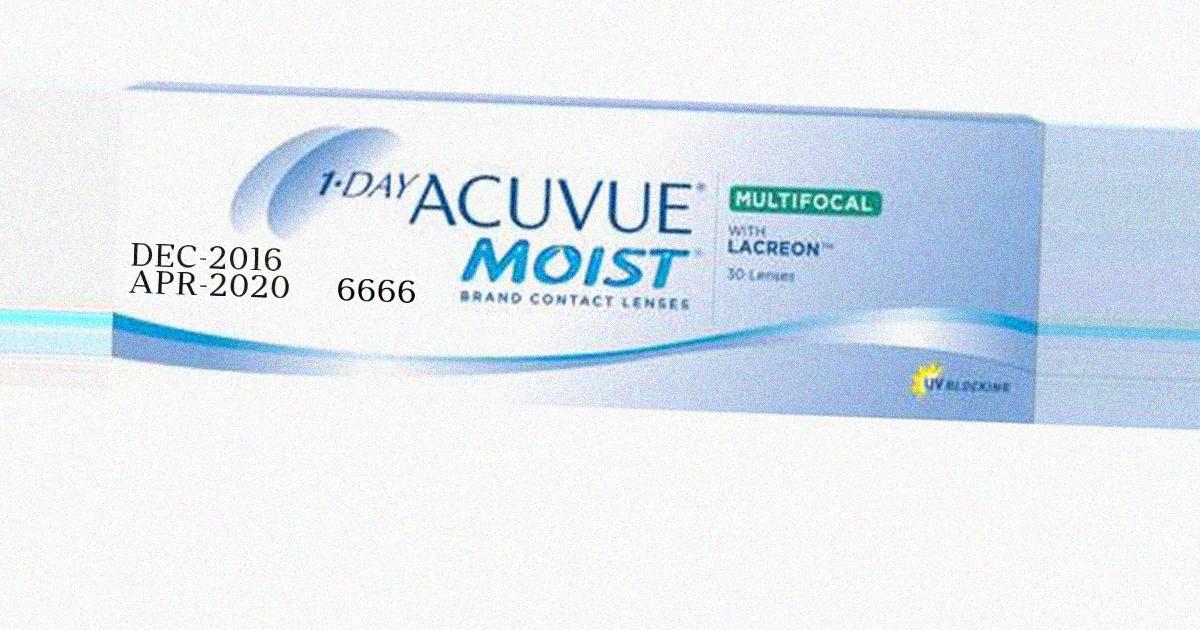 1·DAY ACUVUE®
MOIST®
BRAND CONTACT LENSES
MULTIFOCAL
WITH
LACREON™
30 Lenses
DEC-2016
APR-2020 6666
UV BLOCKING